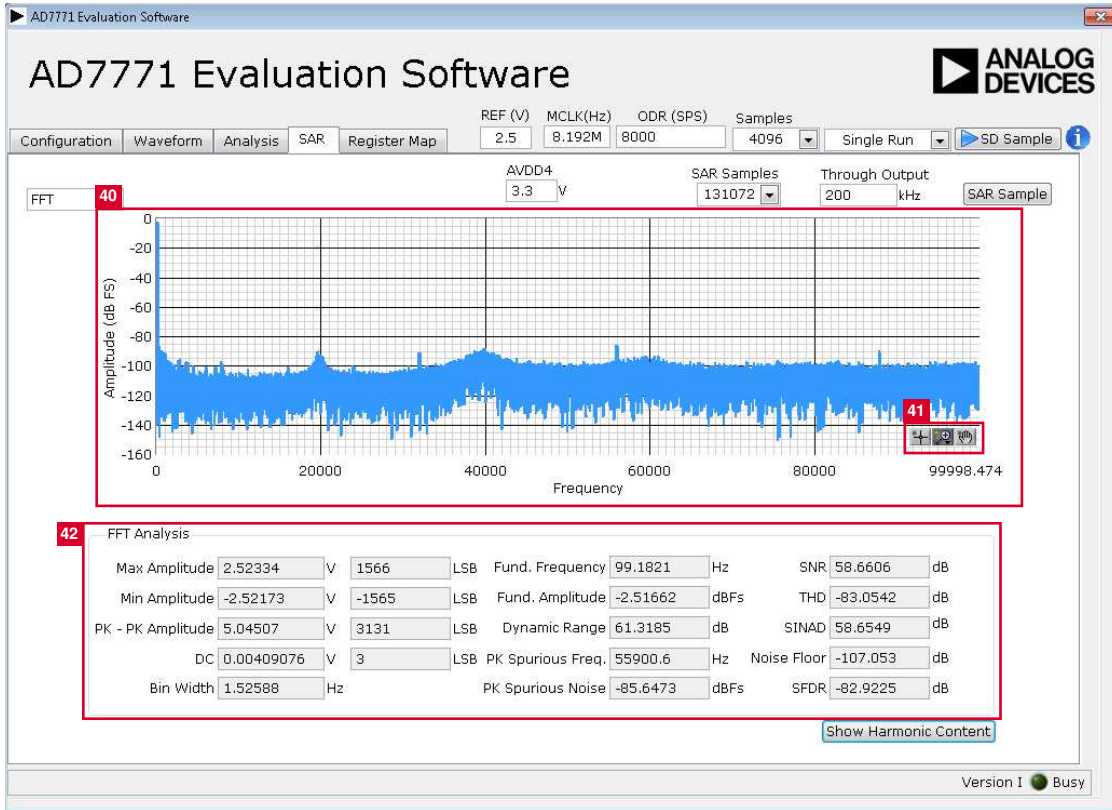 AD7771 Evaluation Software
AD7771 Evaluation Software
ANALOG
DEVICES
REF (V) MCLK(Hz) ODR (SPS) Samples
Configuration Waveform Analysis SAR Register Map 2.5 8.192M 8000 4096 Single Run SD Sample i
AVDD4 SAR Samples Through Output
FFT 40 3.3 V 131072 200 kHz SAR Sample
0
-20
-40
-60
-80
-100
-120
-140
-160
Amplitude (dB FS)
41
0 20000 40000 60000 80000 99998.474
Frequency
42 FFT Analysis
Max Amplitude 2.52334 V 1566 LSB Fund. Frequency 99.1821 Hz SNR 58.6606 dB
Min Amplitude -2.52173 V -1565 LSB Fund. Amplitude -2.51662 dBFs THD -83.0542 dB
PK - PK Amplitude 5.04507 V 3131 LSB Dynamic Range 61.3185 dB SINAD 58.6549 dB
DC 0.00409076 V 3 LSB PK Spurious Freq. 55900.6 Hz Noise Floor -107.053 dB
Bin Width 1.52588 Hz PK Spurious Noise -85.6473 dBFs SFDR -82.9225 dB
Show Harmonic Content
Version I Busy